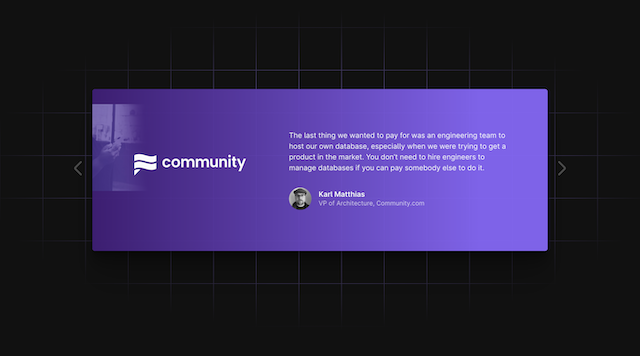 community
The last thing we wanted to pay for was an engineering team to
host our own database, especially when we were trying to get a
product in the market. You don't need to hire engineers to
manage databases if you can pay somebody else to do it.
Karl Matthias
VP of Architecture, Community.com